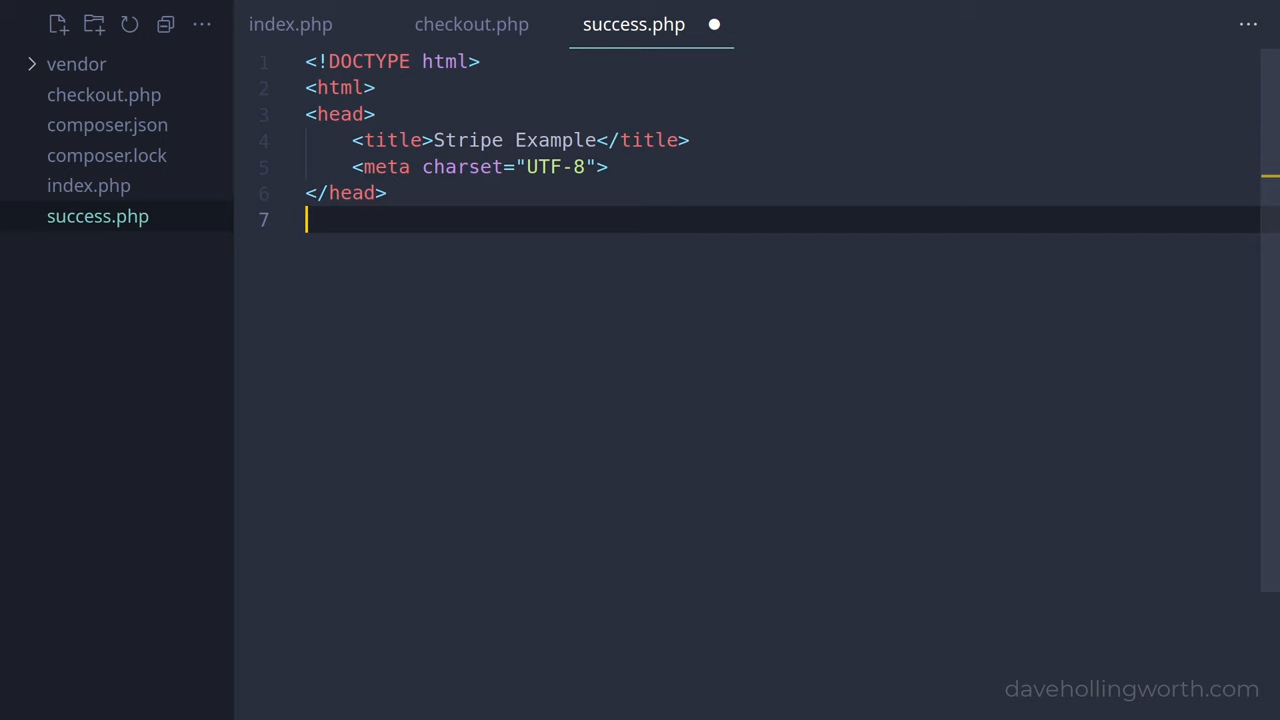 index.php checkout.php success.php
vendor
checkout.php
composer.json
composer.lock
index.php
success.php
1 <!DOCTYPE html>
2 <html>
3 <head>
4     <title>Stripe Example</title>
5     <meta charset="UTF-8">
6 </head>
7
davehollingworth.com